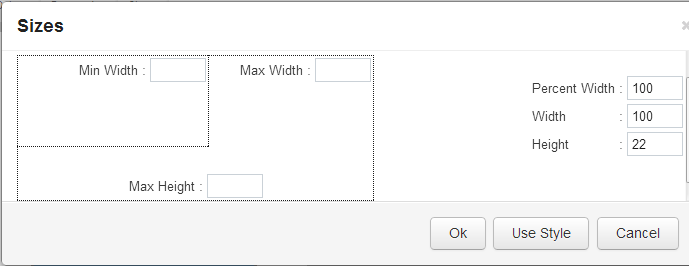 Sizes
Min Width :
Max Width :
Max Height :
Percent Width : 100
Width : 100
Height : 22
Ok
Use Style
Cancel